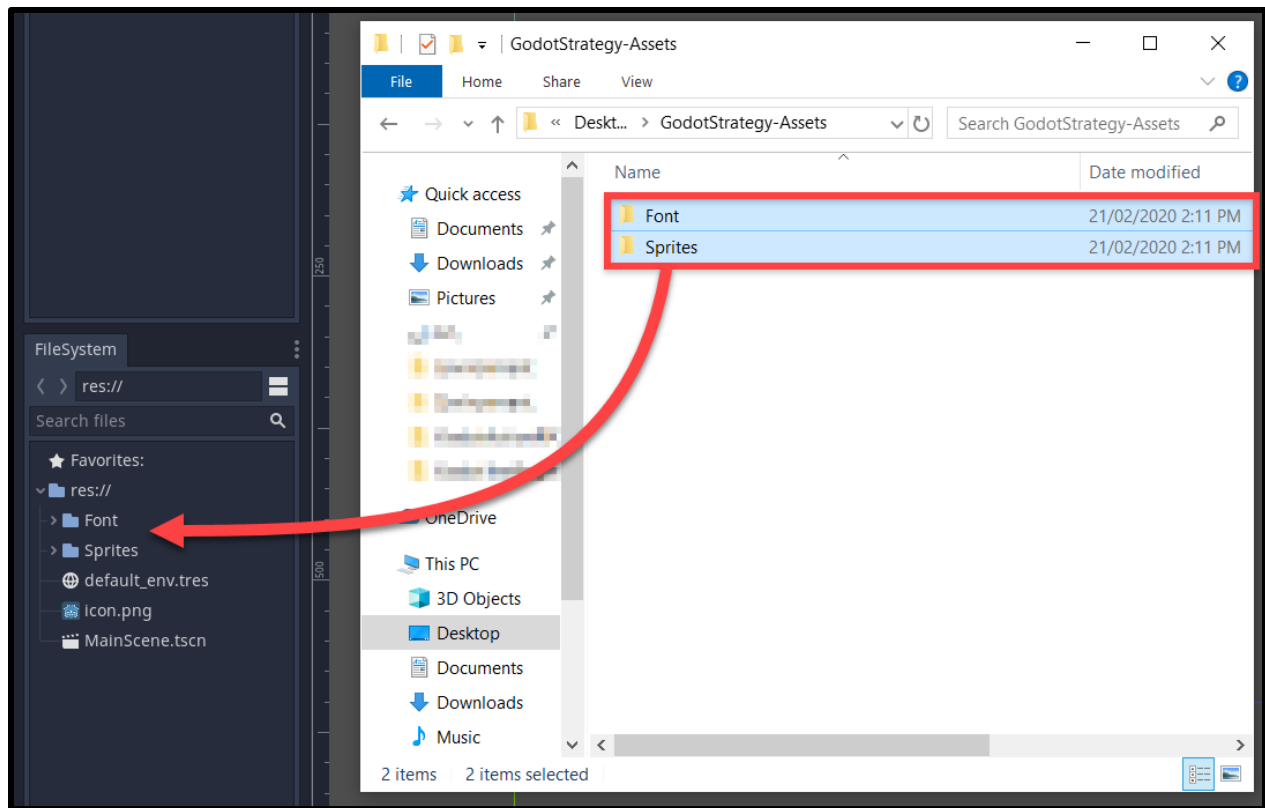 GodotStrategy-Assets
File Home Share View
« Deskt... > GodotStrategy-Assets
Search GodotStrategy-Assets
Name Date modified
Font 21/02/2020 2:11 PM
Sprites 21/02/2020 2:11 PM
Quick access
Documents
Downloads
Pictures
OneDrive
This PC
3D Objects
Desktop
Documents
Downloads
Music
2 items 2 items selected
250
500
FileSystem
res://
Search files
Favorites:
res://
Font
Sprites
default_env.tres
icon.png
MainScene.tscn